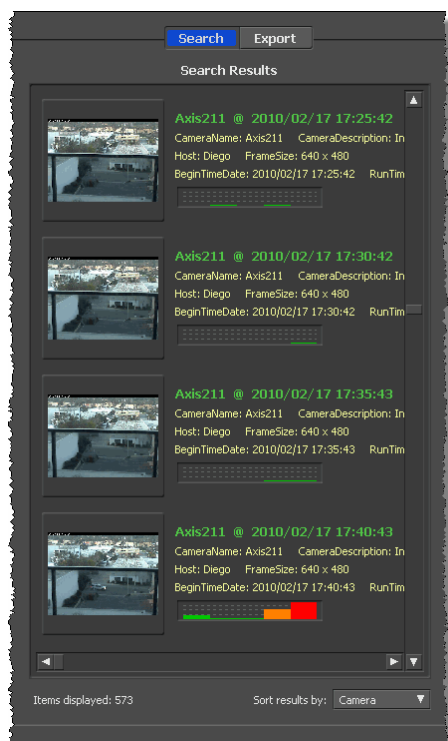 Search Export
Search Results
Axis211 @ 2010/02/17 17:25:42
CameraName: Axis211 CameraDescription: In
Host: Diego FrameSize: 640 x 480
BeginTimeDate: 2010/02/17 17:25:42 RunTim
Axis211 @ 2010/02/17 17:30:42
CameraName: Axis211 CameraDescription: In
Host: Diego FrameSize: 640 x 480
BeginTimeDate: 2010/02/17 17:30:42 RunTim
Axis211 @ 2010/02/17 17:35:43
CameraName: Axis211 CameraDescription: In
Host: Diego FrameSize: 640 x 480
BeginTimeDate: 2010/02/17 17:35:43 RunTim
Axis211 @ 2010/02/17 17:40:43
CameraName: Axis211 CameraDescription: In
Host: Diego FrameSize: 640 x 480
BeginTimeDate: 2010/02/17 17:40:43 RunTim
Items displayed: 573 Sort results by: Camera